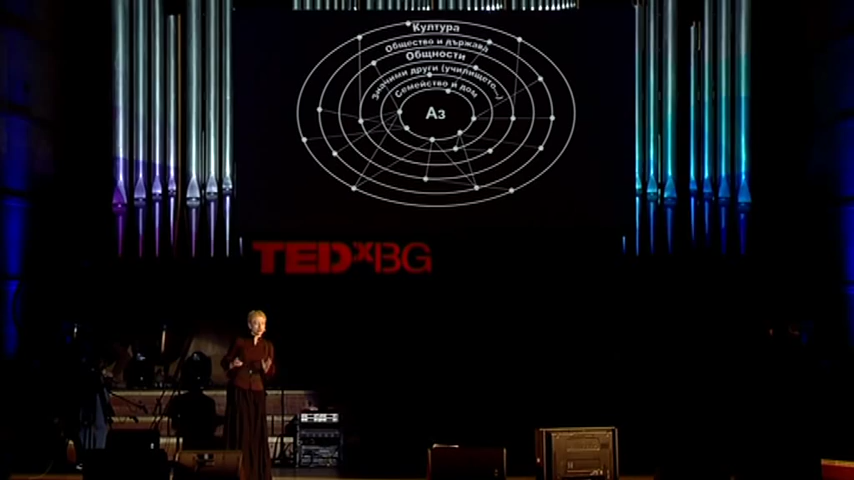 Култура
Общество и държава
Общности
Значими други (училището...)
Семейство и дом
Аз
TEDxBG